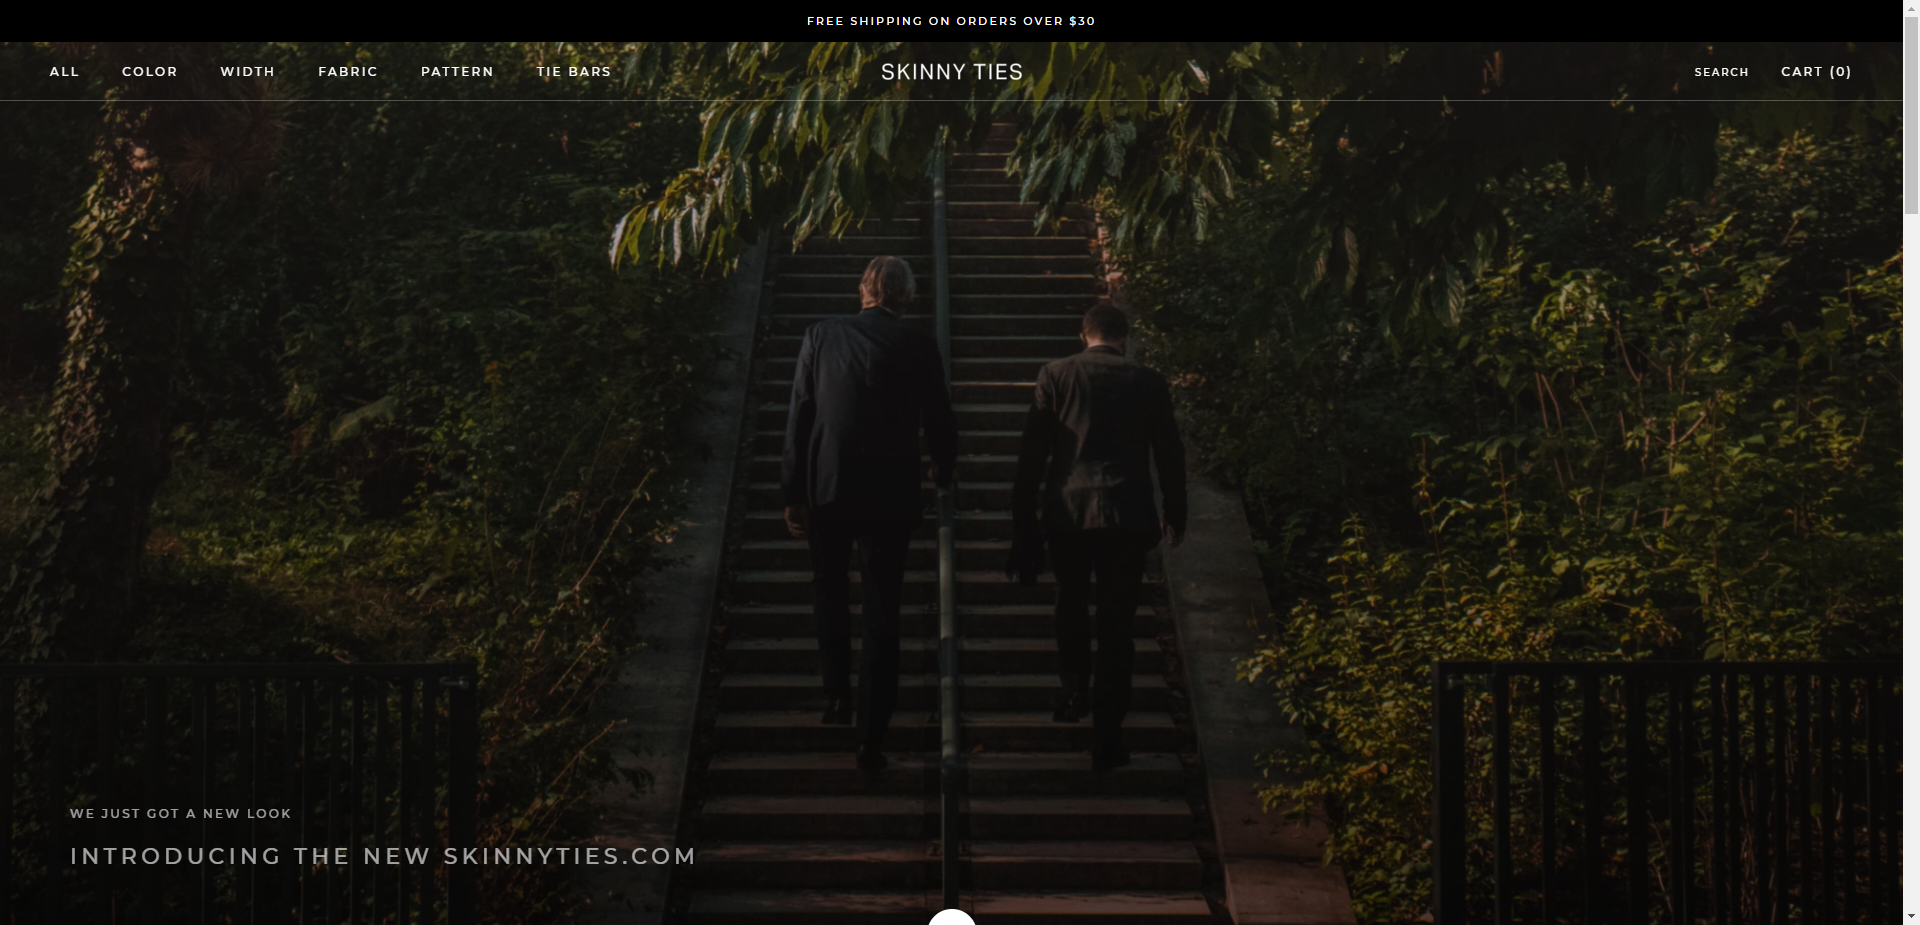 FREE SHIPPING ON ORDERS OVER $30
ALL COLOR WIDTH FABRIC PATTERN TIE BARS SKINNY TIES SEARCH CART (0)
WE JUST GOT A NEW LOOK
INTRODUCING THE NEW SKINNYTIES.COM